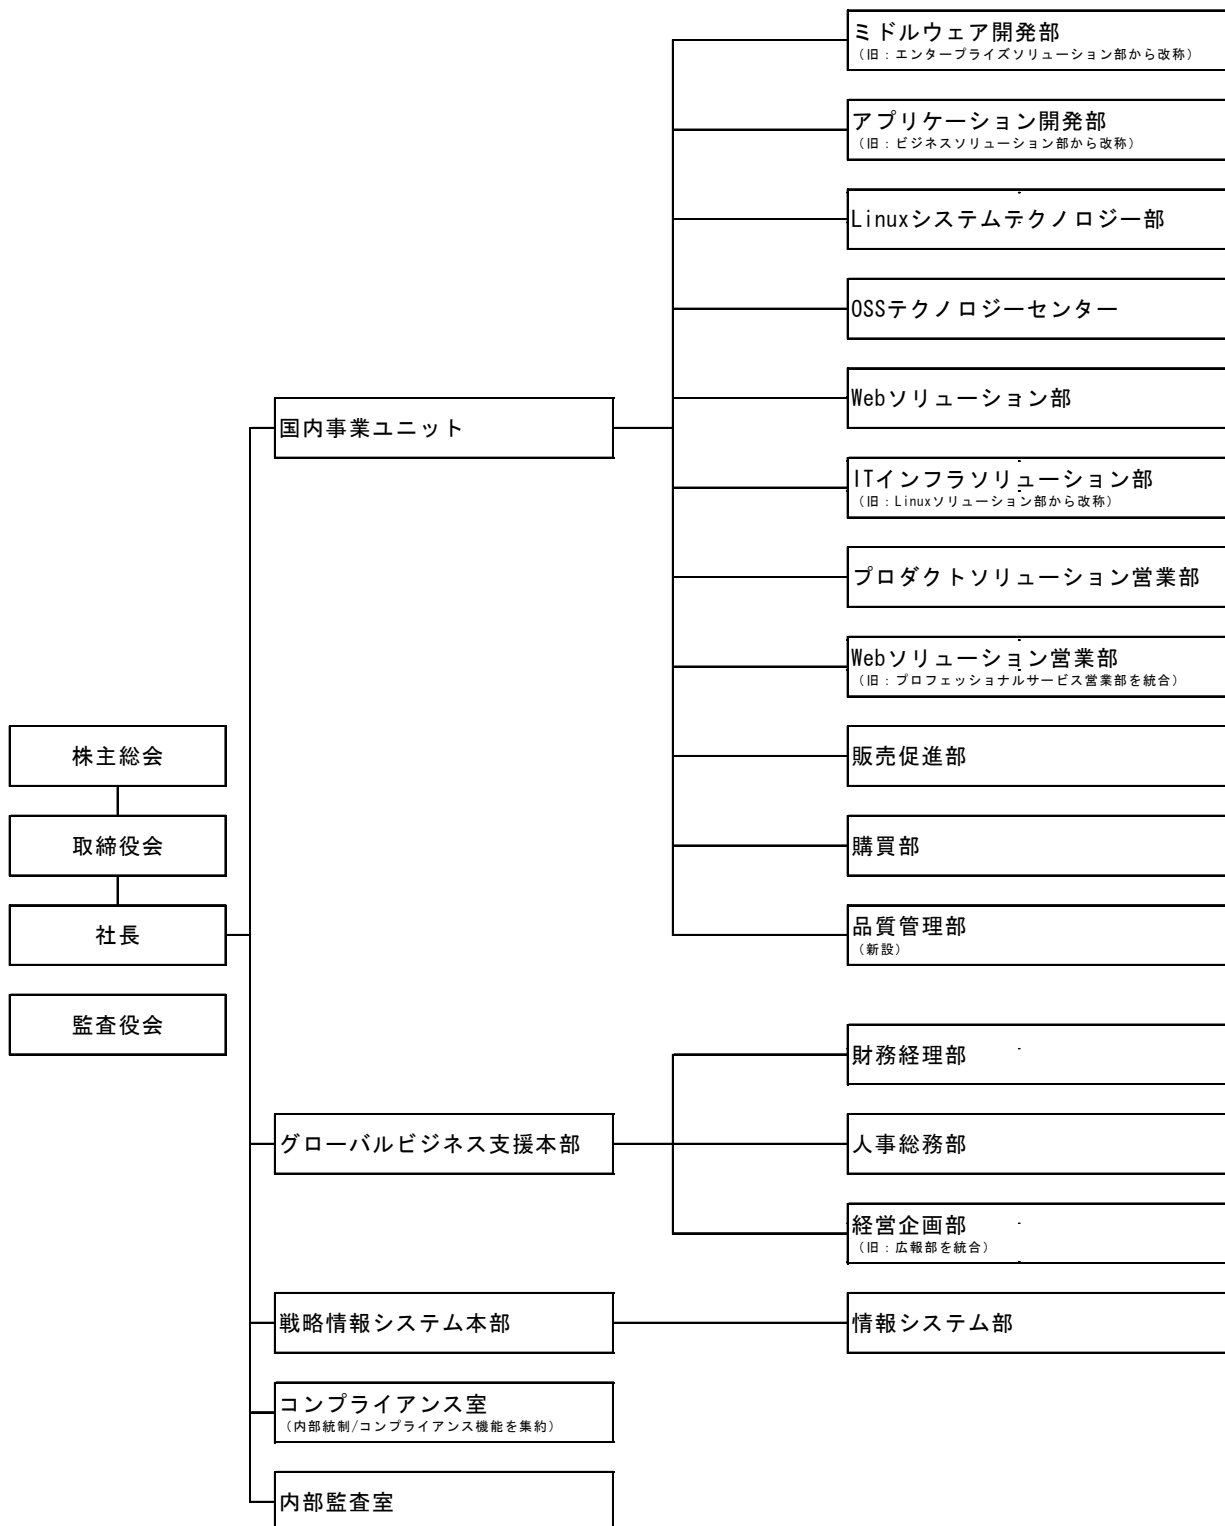 ミドルウェア開発部
（旧：エンタープライズソリューション部から改称）
アプリケーション開発部
（旧：ビジネスソリューション部から改称）
Linuxシステムテクノロジー部
OSSテクノロジーセンター
Webソリューション部
国内事業ユニット
ITインフラソリューション部
（旧：Linuxソリューション部から改称）
プロダクトソリューション営業部
Webソリューション営業部
（旧：プロフェッショナルサービス営業部を統合）
株主総会
販売促進部
取締役会
購買部
社長
品質管理部
（新設）
監査役会
財務経理部
グローバルビジネス支援本部
人事総務部
経営企画部
（旧：広報部を統合）
戦略情報システム本部
情報システム部
コンプライアンス室
（内部統制/コンプライアンス機能を集約）
内部監査室